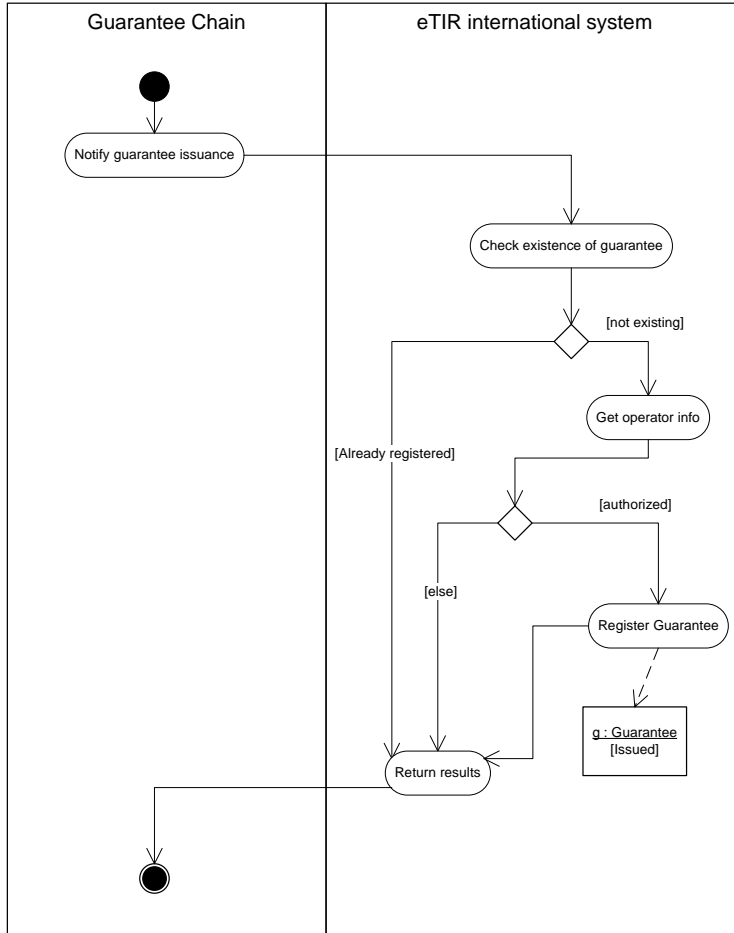 Guarantee Chain
eTIR international system
Notify guarantee issuance
Check existence of guarantee
[not existing]
Get operator info
[Already registered]
[authorized]
[else]
Register Guarantee
g : Guarantee
[Issued]
Return results